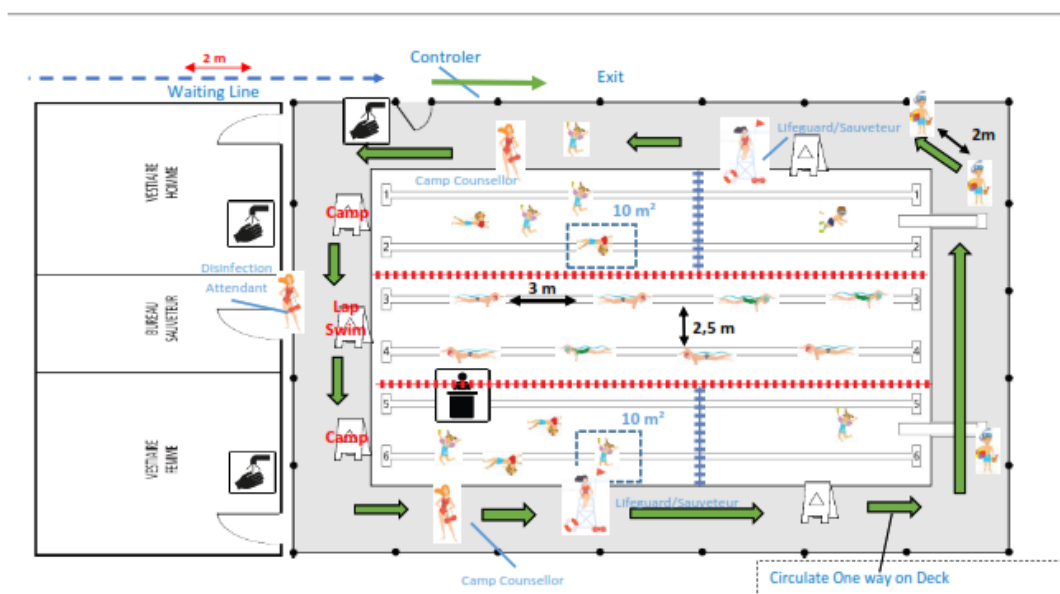 Controler
2 m
Exit
Waiting Line
Lifeguard/Sauveteur
2m
VESTIAIRE
HOMME
Camp Counsellor
1
1
10 m²
Camp
2
2
Disinfection
Attendant
BUREAU
SAUVETEUR
3 m
3
3
Lap
Swim
2,5 m
4
4
5
5
10 m²
Camp
VESTIAIRE
FEMME
6
6
Lifeguard/Sauveteur
Camp Counsellor
Circulate One way on Deck